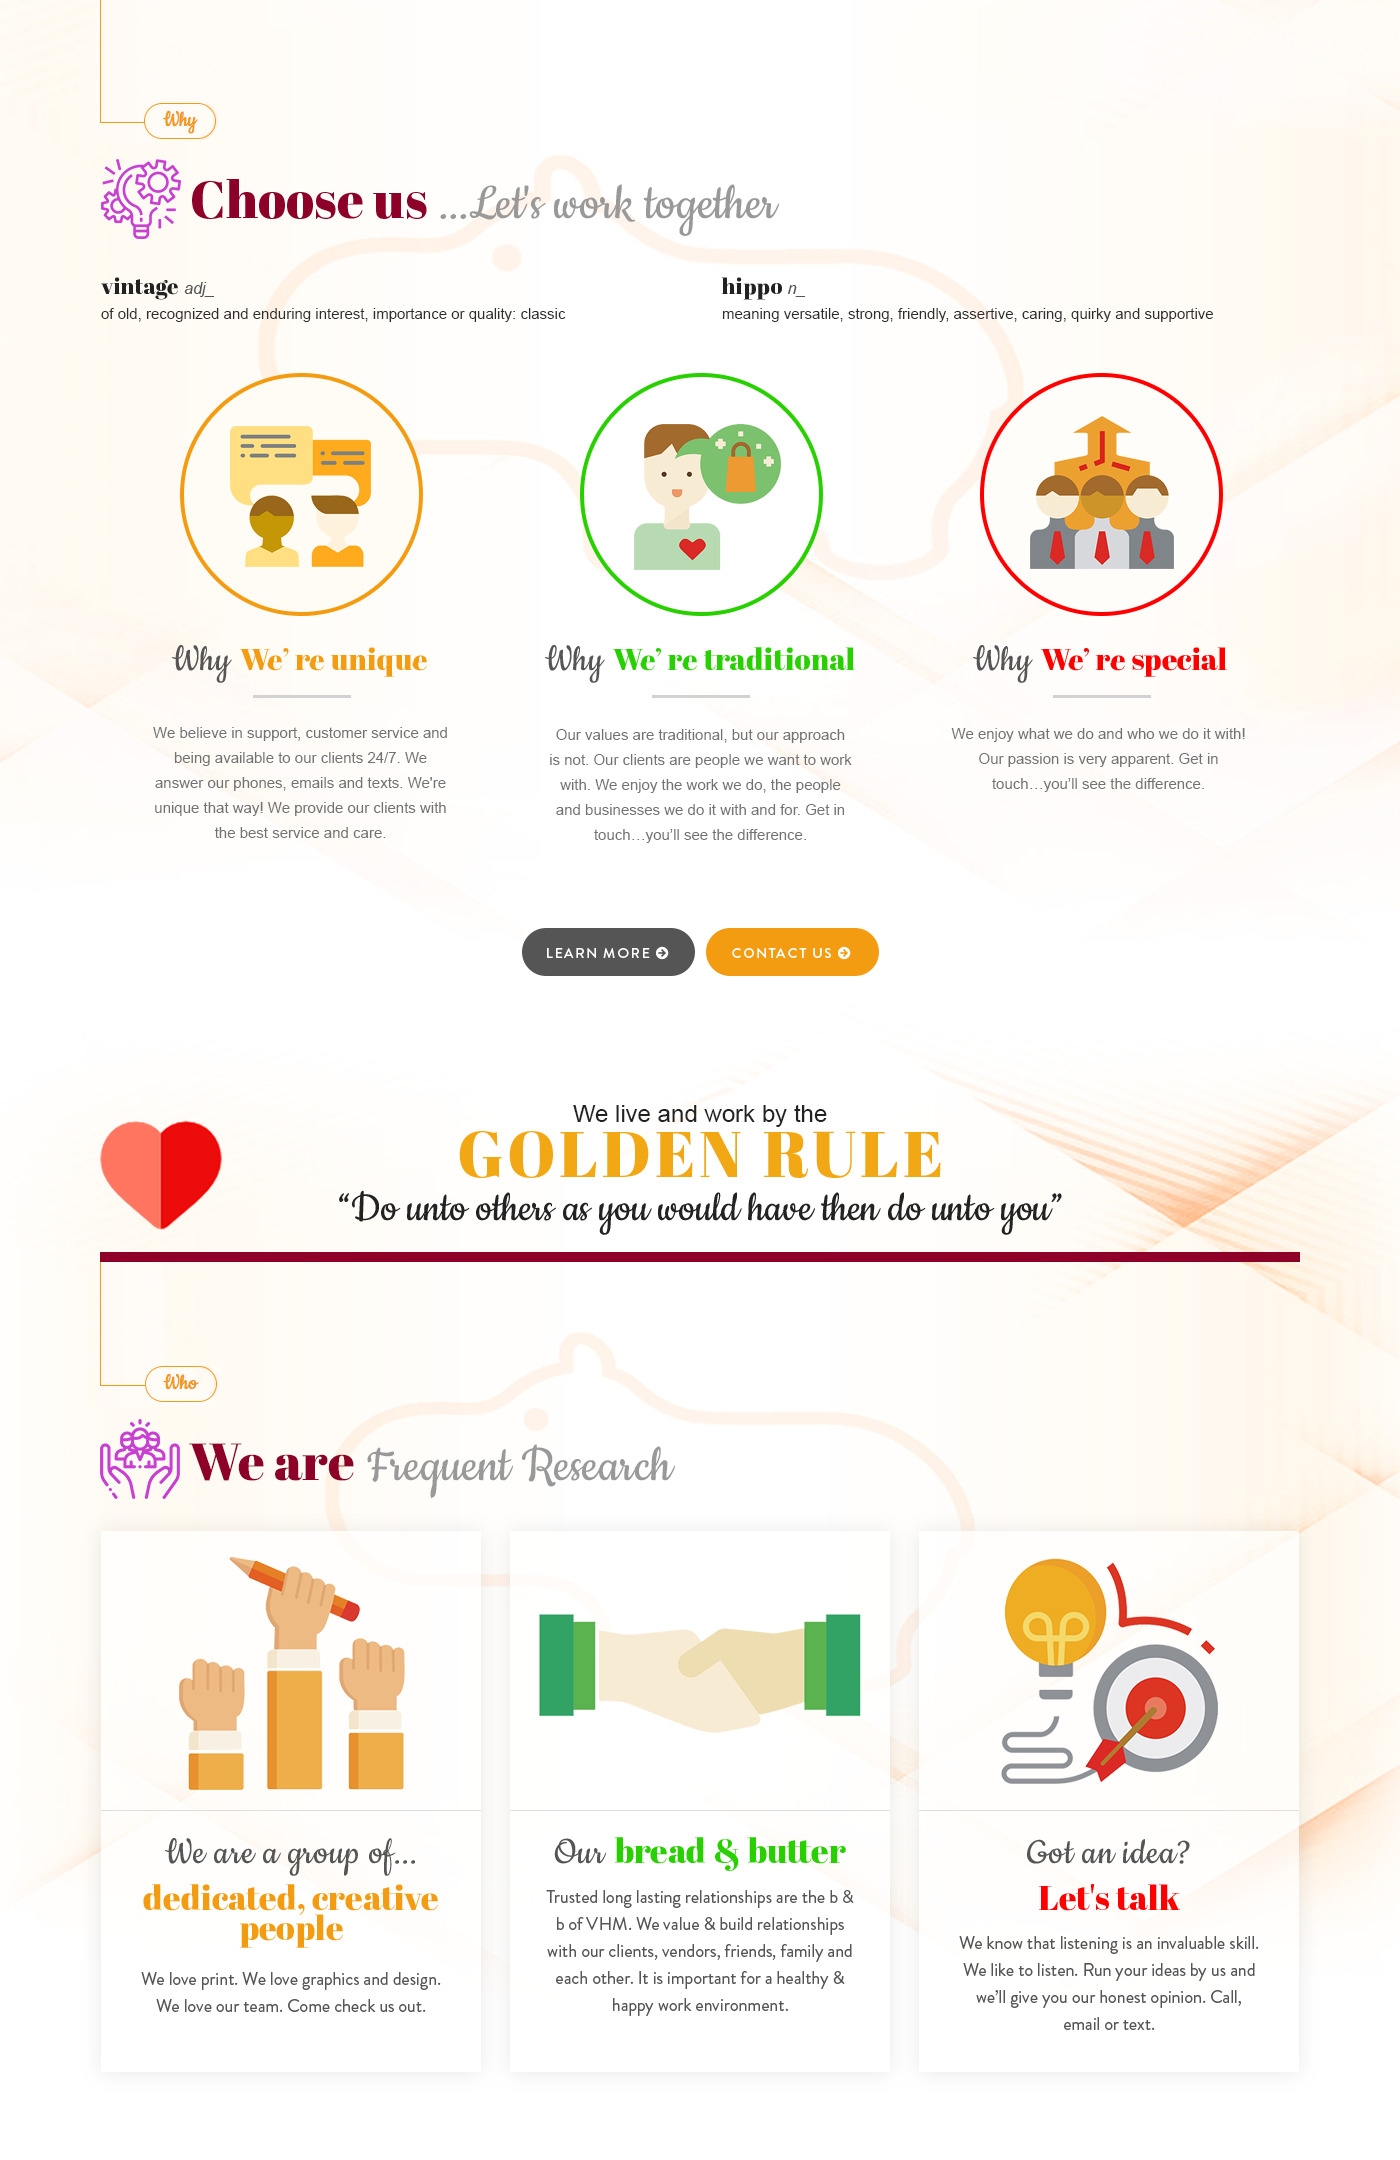 Why
Choose us ...Let's work together
vintage adj_
of old, recognized and enduring interest, importance or quality: classic
hippo n_
meaning versatile, strong, friendly, assertive, caring, quirky and supportive
Why We’ re unique
We believe in support, customer service and
being available to our clients 24/7. We
answer our phones, emails and texts. We're
unique that way! We provide our clients with
the best service and care.
Why We’ re traditional
Our values are traditional, but our approach
is not. Our clients are people we want to work
with. We enjoy the work we do, the people
and businesses we do it with and for. Get in
touch…you’ll see the difference.
Why We’ re special
We enjoy what we do and who we do it with!
Our passion is very apparent. Get in
touch…you’ll see the difference.
LEARN MORE
CONTACT US
We live and work by the
GOLDEN RULE
“Do unto others as you would have then do unto you”
Who
We are Frequent Research
We are a group of...
dedicated, creative
people
We love print. We love graphics and design.
We love our team. Come check us out.
Our bread & butter
Trusted long lasting relationships are the b &
b of VHM. We value & build relationships
with our clients, vendors, friends, family and
each other. It is important for a healthy &
happy work environment.
Got an idea?
Let's talk
We know that listening is an invaluable skill.
We like to listen. Run your ideas by us and
we’ll give you our honest opinion. Call,
email or text.